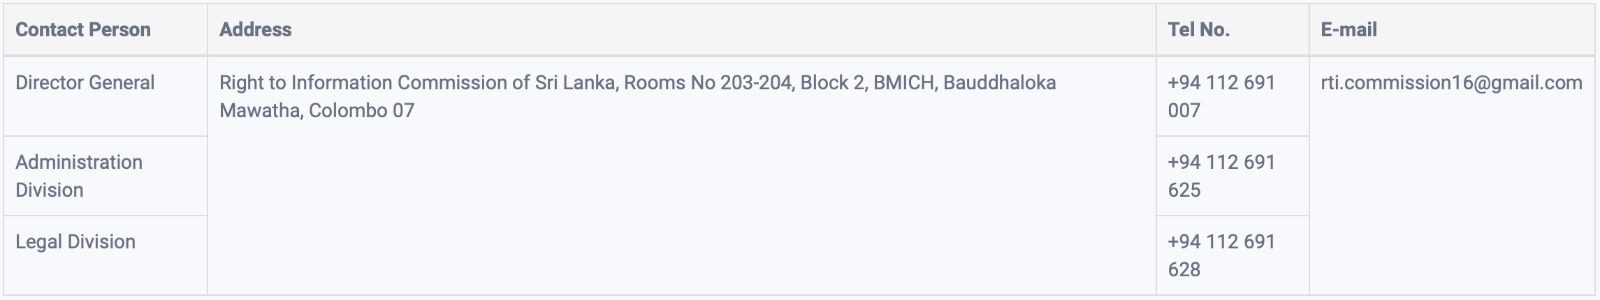 Contact Person Address Tel No. E-mail
Director General Right to Information Commission of Sri Lanka, Rooms No 203-204, Block 2, BMICH, Bauddhaloka +94 112 691 rti.commission16@gmail.com
Mawatha, Colombo 07 007
Administration +94 112 691
Division 625
Legal Division +94 112 691
628